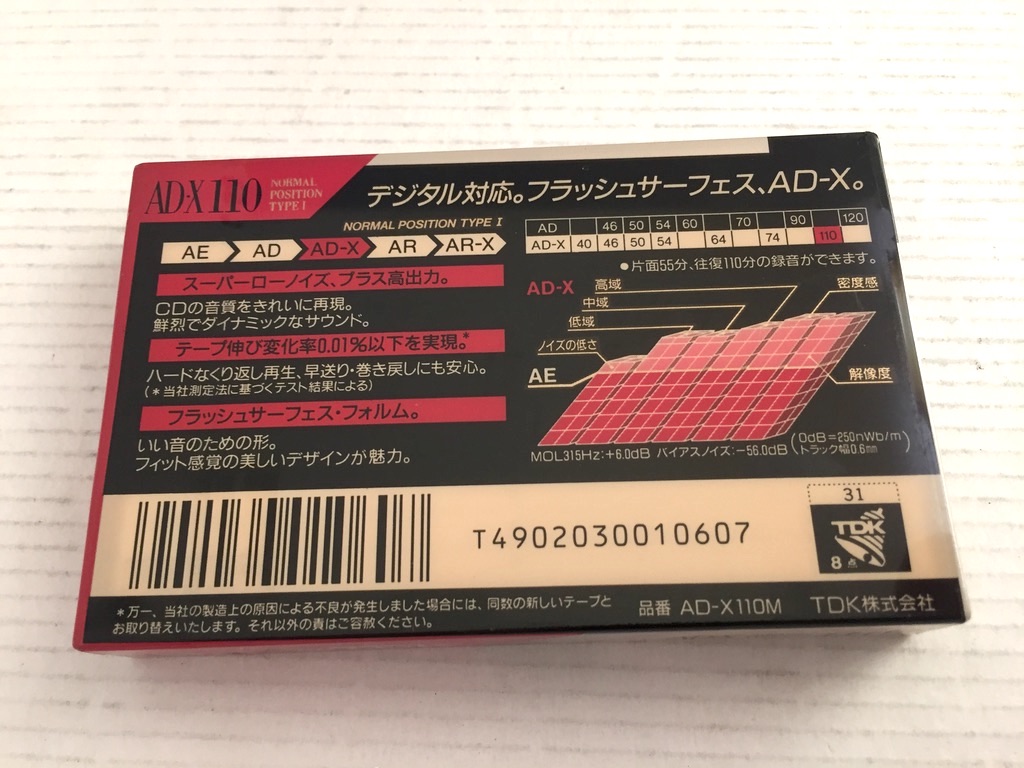 AD-X110 NORMAL POSITION TYPE I
デジタル対応。フラッシュサーフェス、AD-X。
NORMAL POSITION TYPE I
AE AD AD-X AR AR-X
スーパーローノイズ、プラス高出力。
CDの音質をきれいに再現。
鮮烈でダイナミックなサウンド。
テープ伸び変化率0.01%以下を実現。*
ハードなくり返し再生、早送り・巻き戻しにも安心。
(*当社測定法に基づくテスト結果による)
フラッシュサーフェス・フォルム。
いい音のための形。
フィット感覚の美しいデザインが魅力。
AD 46 50 54 60 70 90 120
AD-X 40 46 50 54 64 74 110
●片面55分、往復110分の録音ができます。
AD-X
高域
中域
低域
ノイズの低さ
AE
密度感
解像度
MOL315Hz:+6.0dB バイアスノイズ:-56.0dB (0dB=250nWb/m トラック幅0.6mm)
T4902030010607
31
TDK
8点
*万一、当社の製造上の原因による不良が発生しました場合には、同数の新しいテープと
お取り替えいたします。それ以外の責はご容赦ください。
品番 AD-X110M TDK株式会社